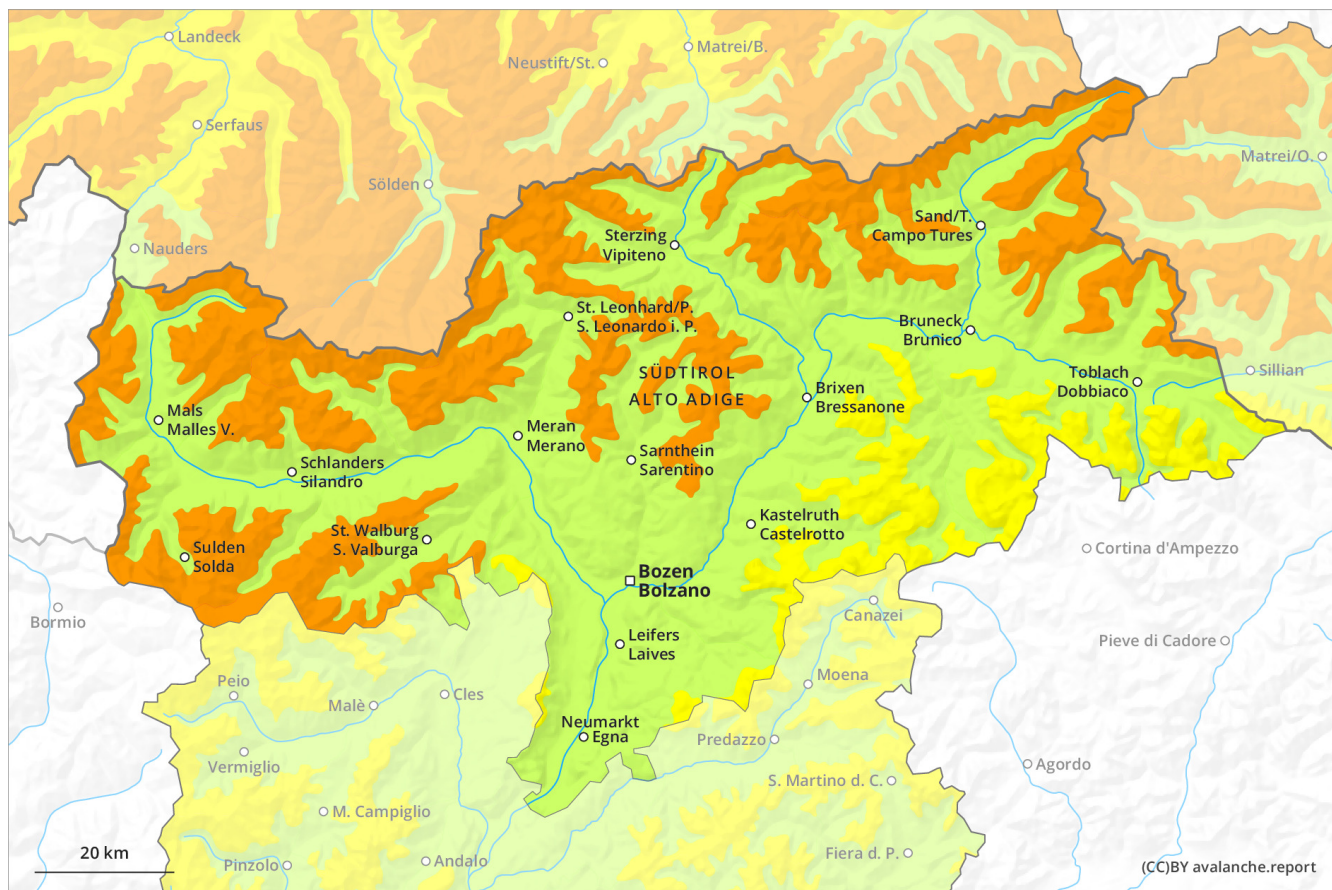 Landeck
Matrei/B.
Neustift/St.
Serfaus
Matrei/O.
Sölden
Sand/T.
Campo Tures
Nauders
Sterzing
Vipiteno
St. Leonhard/P.
S. Leonardo i. P.
Bruneck
Brunico
SÜDTIROL
ALTO ADIGE
Toblach
Dobbiaco
Sillian
Brixen
Bressanone
Mals
Malles V.
Meran
Merano
Sarnthein
Sarentino
Schlanders
Silandro
Kastelruth
Castelrotto
St. Walburg
S. Valburga
Sulden
Solda
Cortina d'Ampezzo
Bozen
Bolzano
Bormio
Canazei
Leifers
Laives
Pieve di Cadore
Peio
Moena
Malè
Cles
Neumarkt
Egna
Predazzo
Vermiglio
Agordo
S. Martino d. C.
M. Campiglio
20 km
Pinzolo
Andalo
Fiera d. P.
(CC)BY avalanche.report